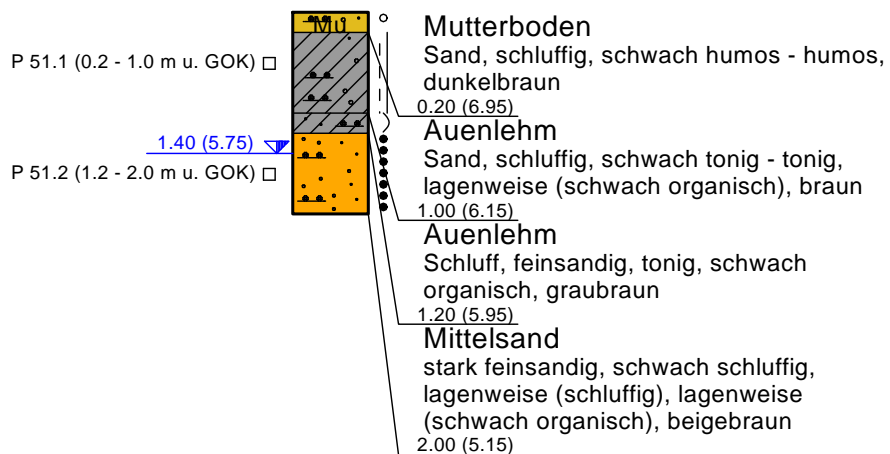 Mu
P 51.1 (0.2 - 1.0 m u. GOK)
1.40 (5.75)
P 51.2 (1.2 - 2.0 m u. GOK)
Mutterboden
Sand, schluffig, schwach humos - humos,
dunkelbraun
0.20 (6.95)
Auenlehm
Sand, schluffig, schwach tonig - tonig,
lagenweise (schwach organisch), braun
1.00 (6.15)
Auenlehm
Schluff, feinsandig, tonig, schwach
organisch, graubraun
1.20 (5.95)
Mittelsand
stark feinsandig, schwach schluffig,
lagenweise (schluffig), lagenweise
(schwach organisch), beigebraun
2.00 (5.15)